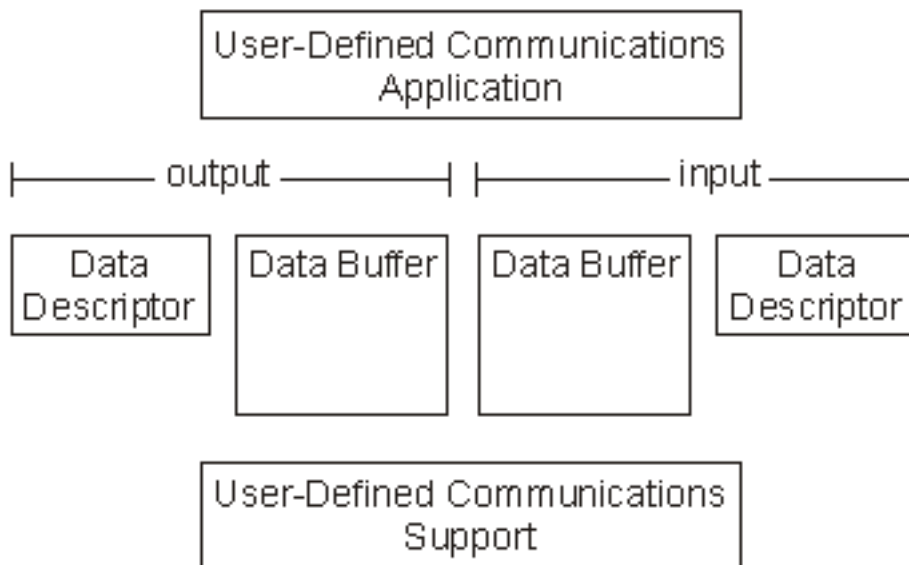 User-Defined Communications
Application
output
input
Data
Descriptor
Data Buffer
Data Buffer
Data
Descriptor
User-Defined Communications
Support